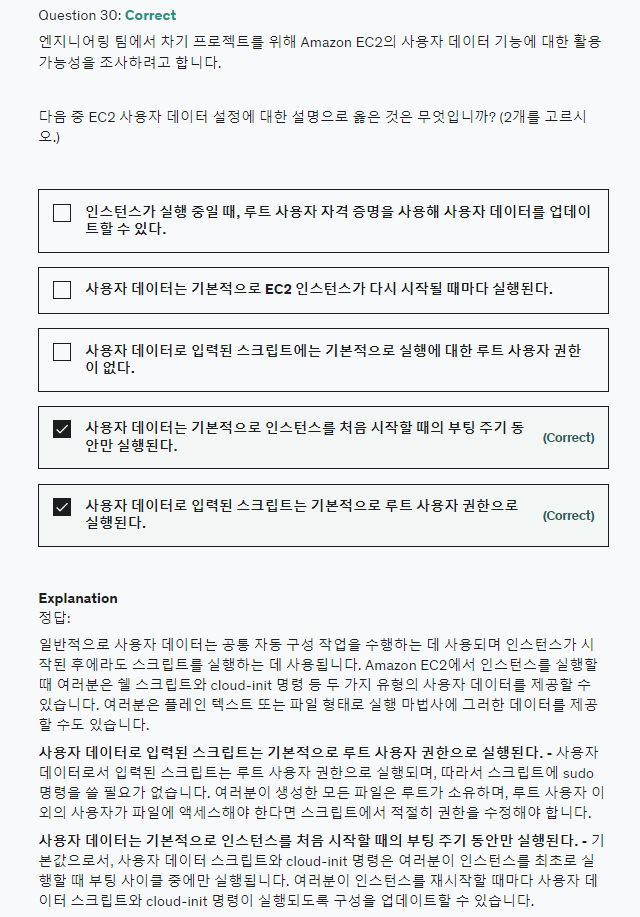 Question 30: Correct
엔지니어링 팀에서 차기 프로젝트를 위해 Amazon EC2의 사용자 데이터 기능에 대한 활용
가능성을 조사하려고 합니다.
다음 중 EC2 사용자 데이터 설정에 대한 설명으로 옳은 것은 무엇입니까? (2개를 고르시
오.)
인스턴스가 실행 중일 때, 루트 사용자 자격 증명을 사용해 사용자 데이터를 업데이
트할 수 있다.
사용자 데이터는 기본적으로 EC2 인스턴스가 다시 시작될 때마다 실행된다.
사용자 데이터로 입력된 스크립트에는 기본적으로 실행에 대한 루트 사용자 권한
이 없다.
사용자 데이터는 기본적으로 인스턴스를 처음 시작할 때의 부팅 주기 동
안만 실행된다.
(Correct)
사용자 데이터로 입력된 스크립트는 기본적으로 루트 사용자 권한으로
실행된다.
(Correct)
Explanation
정답:
일반적으로 사용자 데이터는 공통 자동 구성 작업을 수행하는 데 사용되며 인스턴스가 시
작된 후에라도 스크립트를 실행하는 데 사용됩니다. Amazon EC2에서 인스턴스를 실행할
때 여러분은 쉘 스크립트와 cloud-init 명령 등 두 가지 유형의 사용자 데이터를 제공할 수
있습니다. 여러분은 플레인 텍스트 또는 파일 형태로 실행 마법사에 그러한 데이터를 제공
할 수도 있습니다.
사용자 데이터로 입력된 스크립트는 기본적으로 루트 사용자 권한으로 실행된다. - 사용자
데이터로서 입력된 스크립트는 루트 사용자 권한으로 실행되며, 따라서 스크립트에 sudo
명령을 쓸 필요가 없습니다. 여러분이 생성한 모든 파일은 루트가 소유하며, 루트 사용자 이
외의 사용자가 파일에 액세스해야 한다면 스크립트에서 적절히 권한을 수정해야 합니다.
사용자 데이터는 기본적으로 인스턴스를 처음 시작할 때의 부팅 주기 동안만 실행된다. - 기
본값으로서, 사용자 데이터 스크립트와 cloud-init 명령은 여러분이 인스턴스를 최초로 실
행할 때 부팅 사이클 중에만 실행됩니다. 여러분이 인스턴스를 재시작할 때마다 사용자 데
이터 스크립트와 cloud-init 명령이 실행되도록 구성을 업데이트할 수 있습니다.